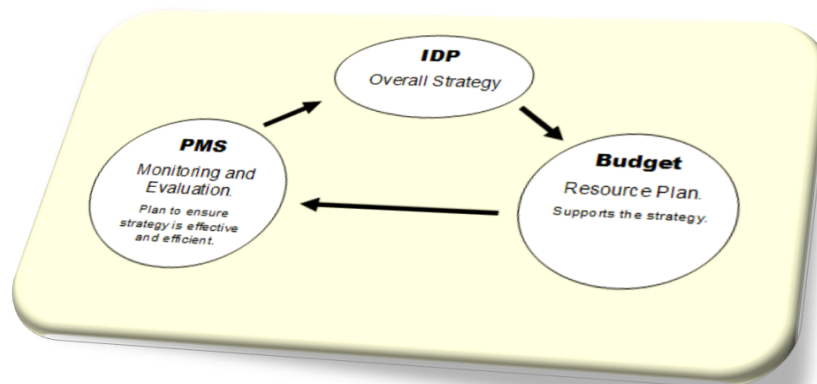 IDP
Overall Strategy
PMS
Monitoring and
Evaluation.
Plan to ensure
strategy is effective
and efficient.
Budget
Resource Plan.
Supports the strategy.